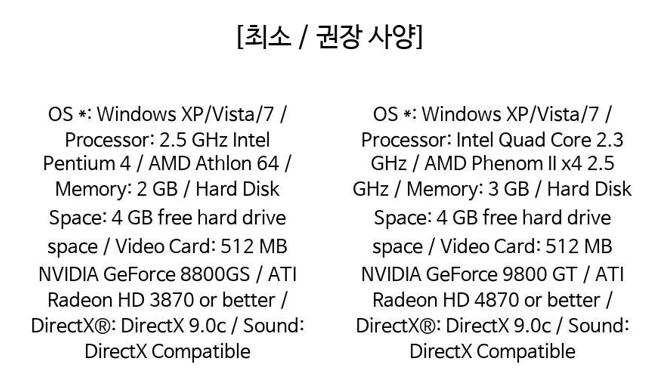 [최소 / 권장 사양]
OS *: Windows XP/Vista/7 /
Processor: 2.5 GHz Intel
Pentium 4 / AMD Athlon 64 /
Memory: 2 GB / Hard Disk
Space: 4 GB free hard drive
space / Video Card: 512 MB
NVIDIA GeForce 8800GS / ATI
Radeon HD 3870 or better /
DirectX®: DirectX 9.0c / Sound:
DirectX Compatible
OS *: Windows XP/Vista/7 /
Processor: Intel Quad Core 2.3
GHz / AMD Phenom II x4 2.5
GHz / Memory: 3 GB / Hard Disk
Space: 4 GB free hard drive
space / Video Card: 512 MB
NVIDIA GeForce 9800 GT / ATI
Radeon HD 4870 or better /
DirectX®: DirectX 9.0c / Sound:
DirectX Compatible